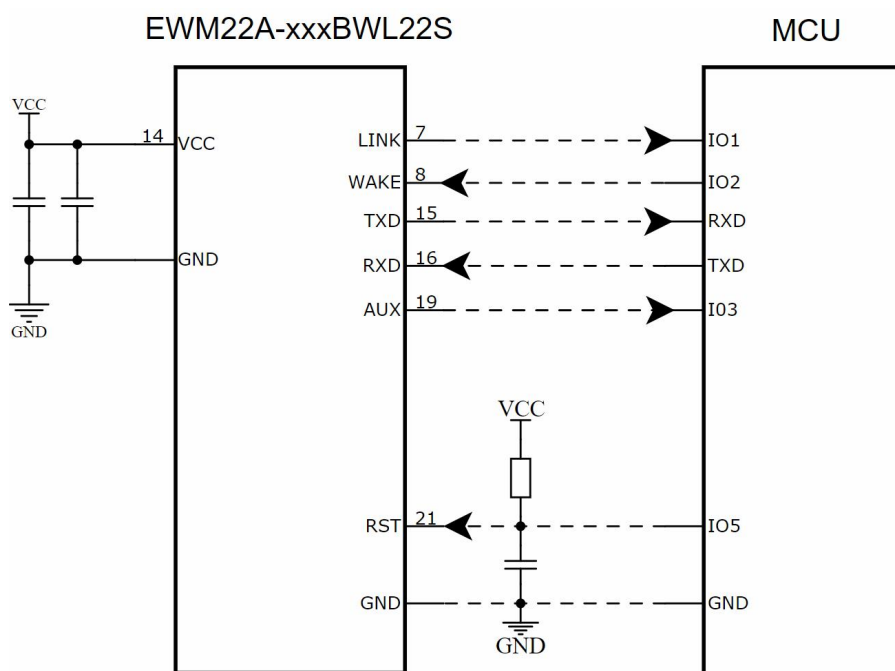 EWM22A-xxxBWL22S
MCU
VCC
14
VCC
GND
GND
LINK 7
IO1
WAKE 8
IO2
TXD 15
RXD
RXD 16
TXD
AUX 19
I03
VCC
RST 21
IO5
GND
GND
GND